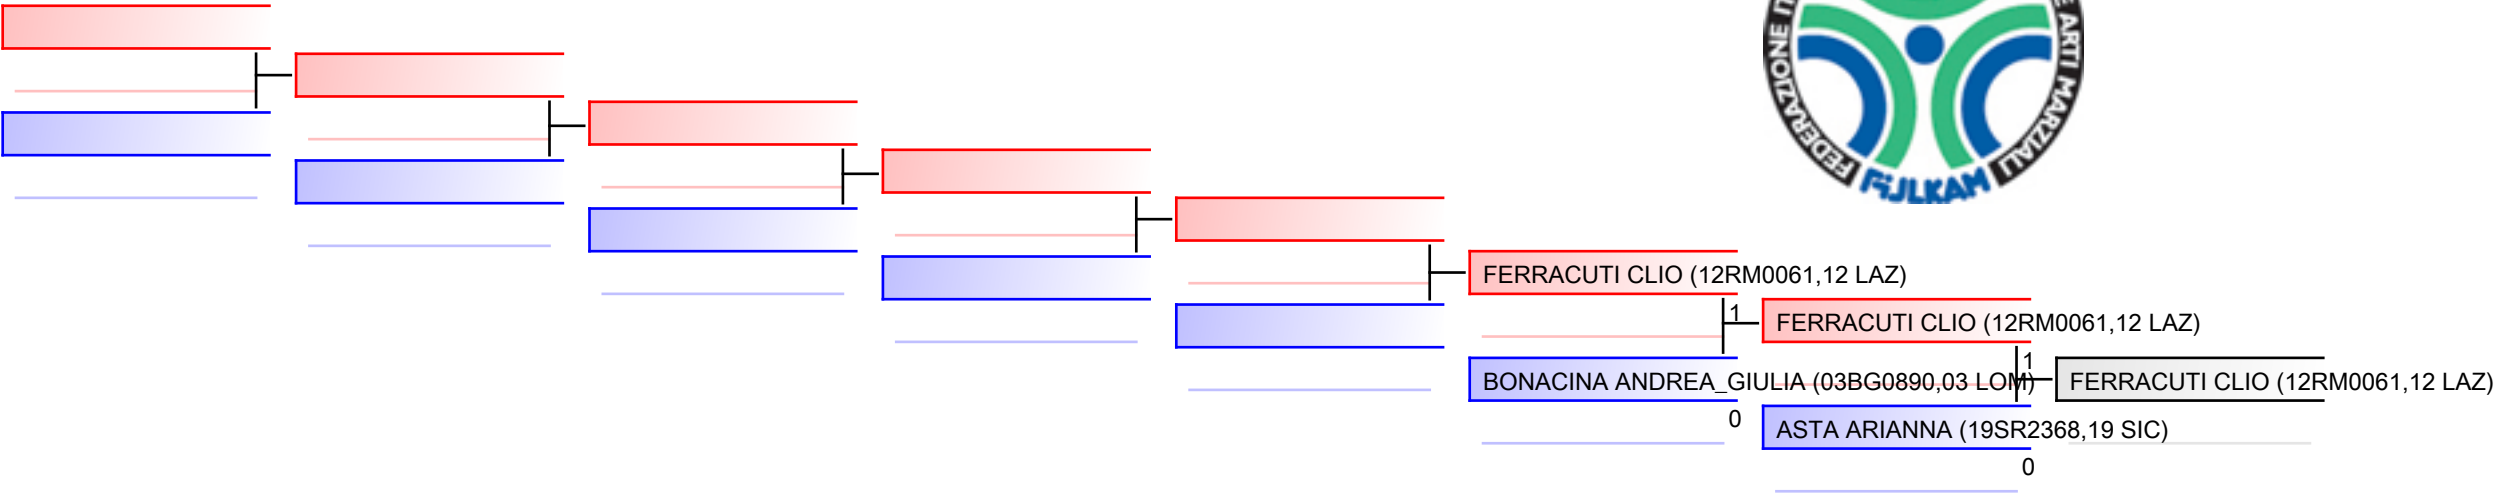 FEDERAZIONE IT
E ARTI MARZIALI
FIJLKAM
FERRACUTI CLIO (12RM0061,12 LAZ)
1
FERRACUTI CLIO (12RM0061,12 LAZ)
1
BONACINA ANDREA_GIULIA (03BG0890,03 LOM)
FERRACUTI CLIO (12RM0061,12 LAZ)
0
ASTA ARIANNA (19SR2368,19 SIC)
0